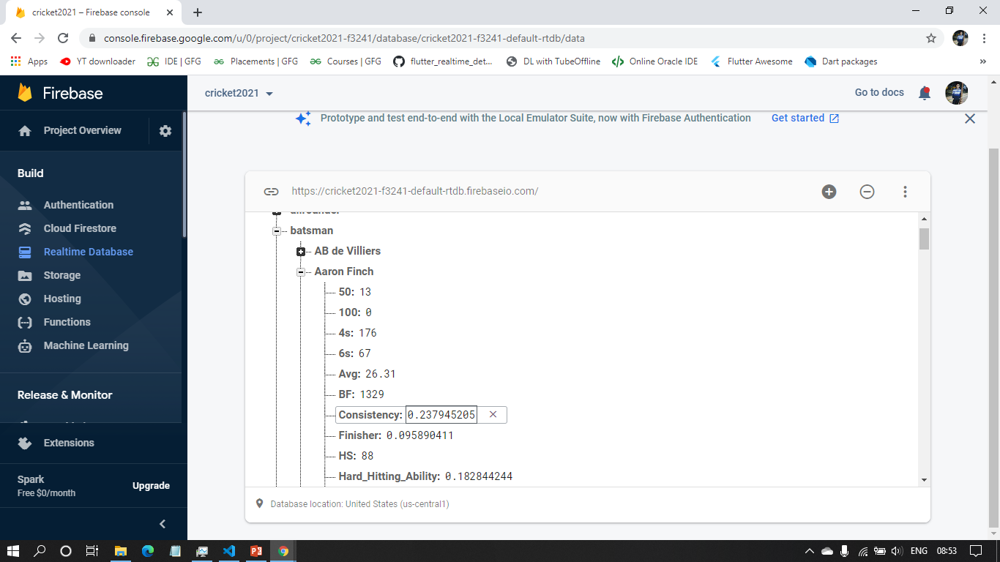 cricket2021 – Firebase console
console.firebase.google.com/u/0/project/cricket2021-f3241/database/cricket2021-f3241-default-rtdb/data
Apps YT downloader IDE | GFG Placements | GFG Courses | GFG flutter_realtime_det... DL with TubeOffline Online Oracle IDE Flutter Awesome Dart packages »
Firebase
cricket2021
Go to docs
Project Overview
Prototype and test end-to-end with the Local Emulator Suite, now with Firebase Authentication Get started
Build
Authentication
Cloud Firestore
Realtime Database
Storage
Hosting
Functions
Machine Learning
Release & Monitor
Extensions
Spark
Free $0/month
Upgrade
https://cricket2021-f3241-default-rtdb.firebaseio.com/
allrounder
batsman
AB de Villiers
Aaron Finch
50: 13
100: 0
4s: 176
6s: 67
Avg: 26.31
BF: 1329
Consistency: 0.237945205
Finisher: 0.095890411
HS: 88
Hard_Hitting_Ability: 0.182844244
Database location: United States (us-central1)
ENG 08:53